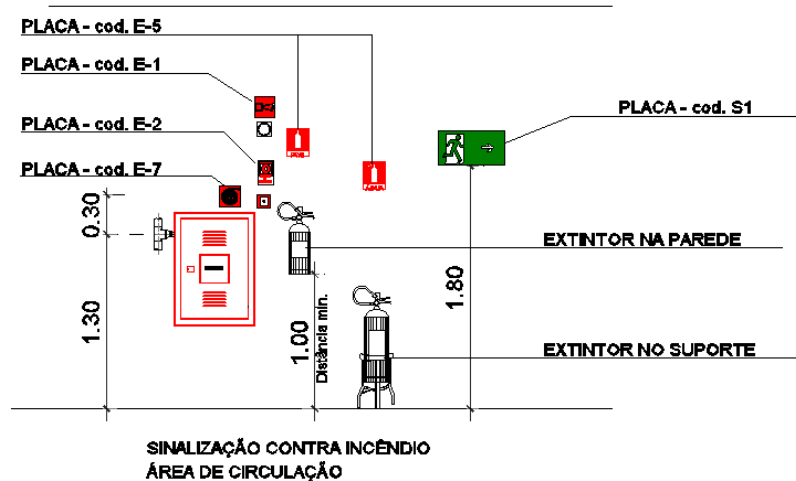 PLACA - cod. E-5
PLACA - cod. E-1
PLACA - cod. S1
PLACA - cod. E-2
PLACA - cod. E-7
ÁGUA
0.30
EXTINTOR NA PAREDE
1.30
1.00
Distância mín.
1.80
EXTINTOR NO SUPORTE
SINALIZAÇÃO CONTRA INCÊNDIO
ÁREA DE CIRCULAÇÃO